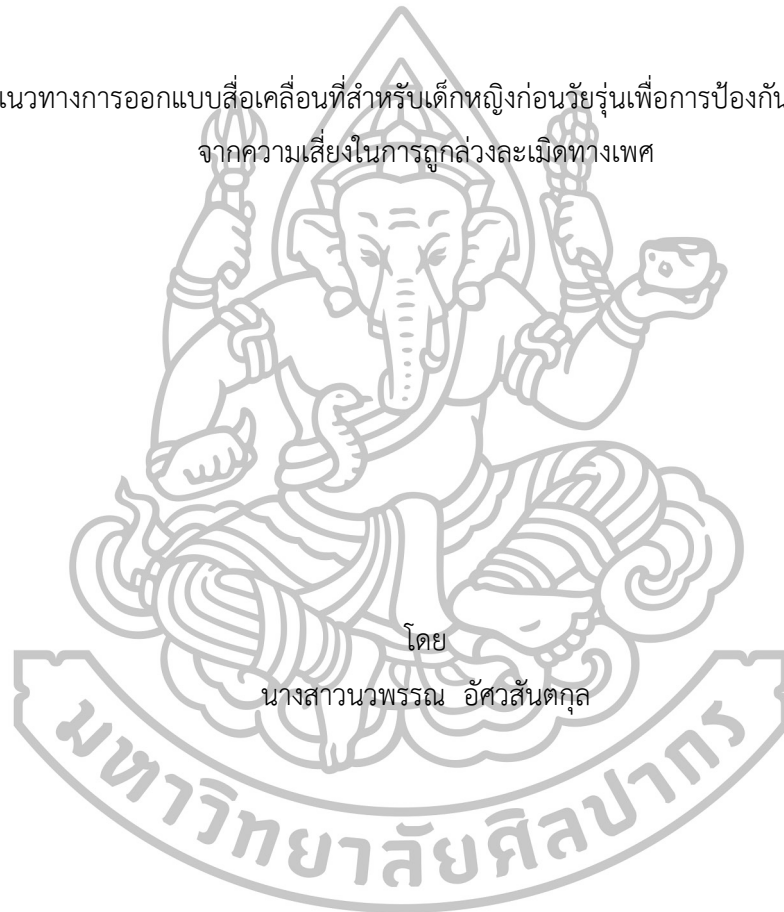 แนวทางการออกแบบสื่อเคลื่อนที่สำหรับเด็กหญิงก่อนวัยรุ่นเพื่อการป้องกัน
จากความเสี่ยงในการถูกล่วงละเมิดทางเพศ
โดย
นางสาวนวพรรณ อัศวสันตกุล
มหาวิทยาลัยศิลปากร